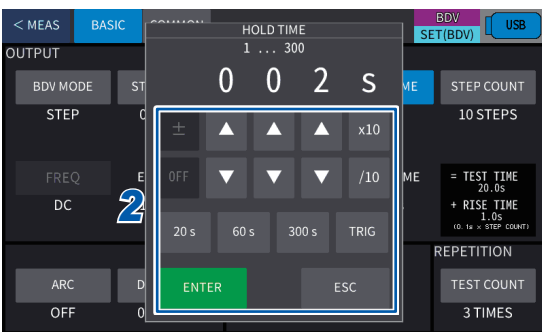 < MEAS BASIC COMMON BDV SET(BDV) USB
OUTPUT
HOLD TIME
1 ... 300
0 0 2 s
BDV MODE
STEP
STEP COUNT
10 STEPS
± ▲ ▲ ▲ x10
OFF ▼ ▼ ▼ /10
20 s 60 s 300 s TRIG
ENTER ESC
2
FREQ
DC
ME
ME
= TEST TIME
20.0s
+ RISE TIME
1.0s
(0.1s × STEP COUNT)
REPETITION
ARC
OFF
TEST COUNT
3 TIMES